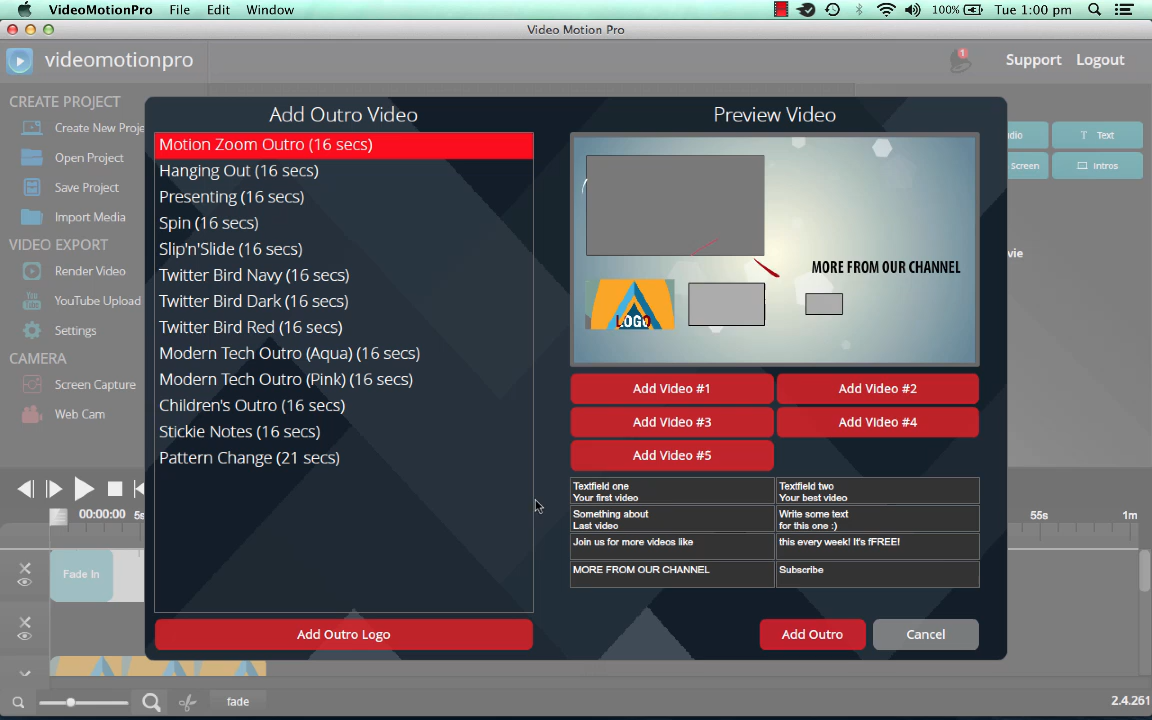 VideoMotionPro File Edit Window
100% Tue 1:00 pm
Video Motion Pro
videomotionpro
1
Support Logout
CREATE PROJECT
Create New Proje
Open Project
Save Project
Import Media
VIDEO EXPORT
Render Video
YouTube Upload
Settings
CAMERA
Screen Capture
Web Cam
Add Outro Video
Motion Zoom Outro (16 secs)
Hanging Out (16 secs)
Presenting (16 secs)
Spin (16 secs)
Slip'n'Slide (16 secs)
Twitter Bird Navy (16 secs)
Twitter Bird Dark (16 secs)
Twitter Bird Red (16 secs)
Modern Tech Outro (Aqua) (16 secs)
Modern Tech Outro (Pink) (16 secs)
Children's Outro (16 secs)
Stickie Notes (16 secs)
Pattern Change (21 secs)
Add Outro Logo
Preview Video
MORE FROM OUR CHANNEL
LOGO
Add Video #1 Add Video #2
Add Video #3 Add Video #4
Add Video #5
Textfield one
Your first video
Textfield two
Your best video
Something about
Last video
Write some text
for this one :)
Join us for more videos like
this every week! It's fFREE!
MORE FROM OUR CHANNEL
Subscribe
Add Outro Cancel
dio Text
Screen Intros
vie
00:00:00 5s
55s 1m
Fade In
fade
2.4.261